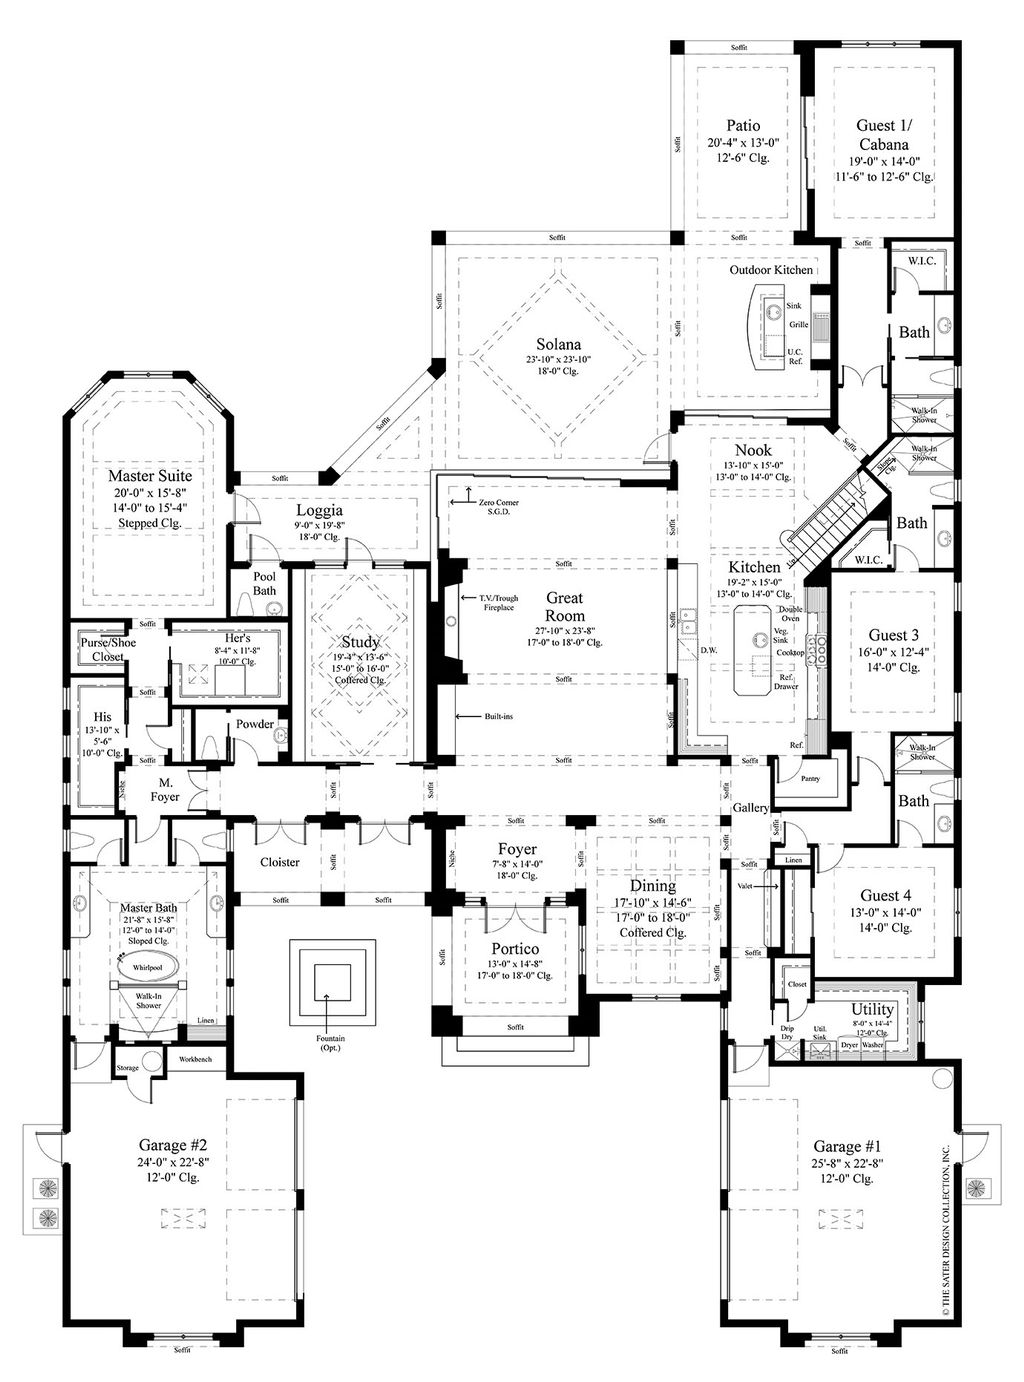 Soffit
Soffit
Patio
20'-4" x 13'-0"
12'-6" Clg.
Guest 1/
Cabana
19'-0" x 14'-0"
11'-6" to 12'-6" Clg.
Soffit
Soffit
Soffit
W.I.C.
Outdoor Kitchen
Soffit
Sink
Grille
U.C.
Ref.
Soffit
Bath
Solana
23'-10" x 23'-10"
18'-0" Clg.
Walk-In
Shower
Soffit
Soffit
Walk-In
Shower
Slope
Clg.
Nook
13'-10" x 15'-0"
13'-0" to 14'-0" Clg.
Master Suite
20'-0" x 15'-8"
14'-0" to 15'-4"
Stepped Clg.
Soffit
Loggia
9'-0" x 19'-8"
18'-0" Clg.
Zero Corner
S.G.D.
Soffit
Bath
W.I.C.
Up
Soffit
Kitchen
19'-2" x 15'-0"
13'-0" to 14'-0" Clg.
Pool
Bath
T.V./Trough
Fireplace
Great
Room
27'-10" x 23'-8"
17'-0" to 18'-0" Clg.
Soffit
Double
Oven
Veg.
Sink
Cooktop
D.W.
Ref.
Drawer
Ref.
Guest 3
16'-0" x 12'-4"
14'-0" Clg.
Soffit
Purse/Shoe
Closet
Her's
8'-4" x 11'-8"
10'-0" Clg.
Study
19'-4" x 13'-6"
15'-0" to 16'-0"
Coffered Clg.
Soffit
Soffit
Built-ins
Soffit
His
13'-10" x
5'-6"
10'-0" Clg.
Powder
Soffit
Soffit
Soffit
Walk-In
Shower
Pantry
Niche
M.
Foyer
Soffit
Soffit
Soffit
Gallery
Bath
Soffit
Soffit
Soffit
Cloister
Soffit
Niche
Foyer
7'-8" x 14'-0"
18'-0" Clg.
Soffit
Soffit
Soffit
Linen
Dining
17'-10" x 14'-6"
17'-0" to 18'-0"
Coffered Clg.
Valet
Guest 4
13'-0" x 14'-0"
14'-0" Clg.
Soffit
Soffit
Soffit
Master Bath
21'-8" x 15'-8"
12'-0" to 14'-0"
Sloped Clg.
Whirlpool
Walk-In
Shower
Linen
Soffit
Portico
13'-0" x 14'-8"
17'-0" to 18'-0" Clg.
Soffit
Soffit
Closet
Utility
8'-0" x 14'-4"
12'-0" Clg.
Drip
Dry
Util.
Sink
Dryer
Washer
Soffit
Fountain
(Opt.)
Storage
Workbench
Garage #2
24'-0" x 22'-8"
12'-0" Clg.
Garage #1
25'-8" x 22'-8"
12'-0" Clg.
© THE SATER DESIGN COLLECTION, INC.
Soffit
Soffit